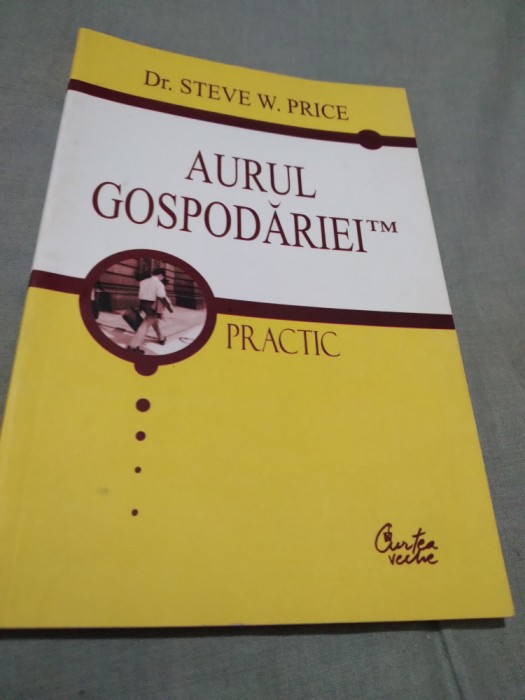 Dr. STEVE W. PRICE
AURUL
GOSPODĂRIEI™
PRACTIC
Curtea
veche